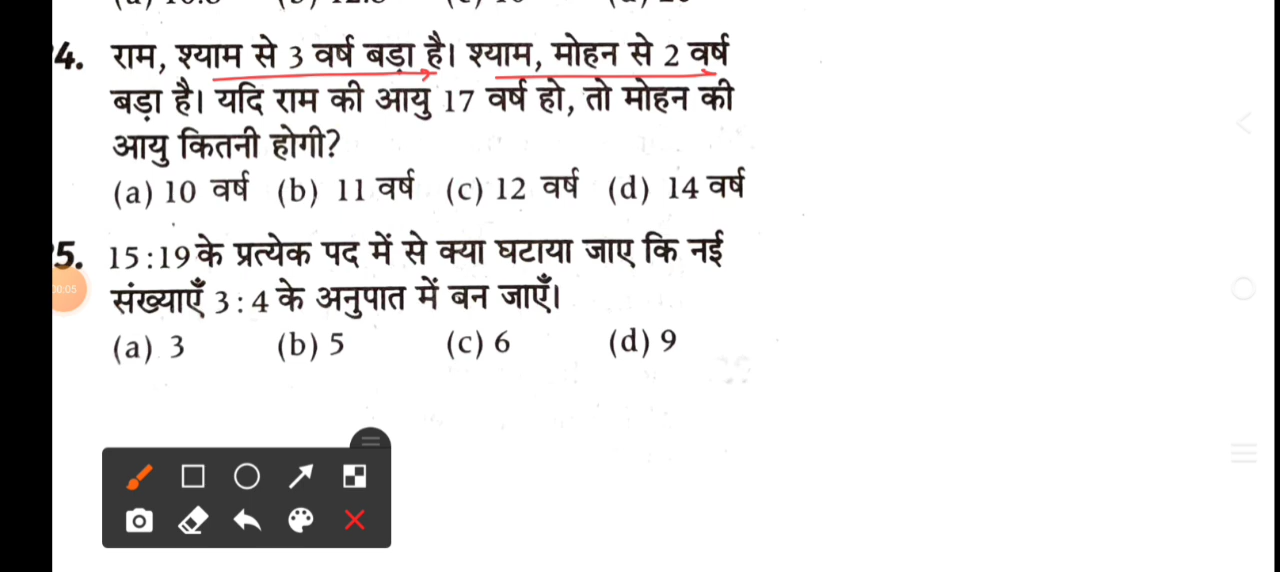 4. राम, श्याम से 3 वर्ष बड़ा है। श्याम, मोहन से 2 वर्ष
बड़ा है। यदि राम की आयु 17 वर्ष हो, तो मोहन की
आयु कितनी होगी?
(a) 10 वर्ष (b) 11 वर्ष (c) 12 वर्ष (d) 14 वर्ष
5. 15:19 के प्रत्येक पद में से क्या घटाया जाए कि नई
संख्याएँ 3:4 के अनुपात में बन जाएँ।
(a) 3 (b) 5 (c) 6 (d) 9